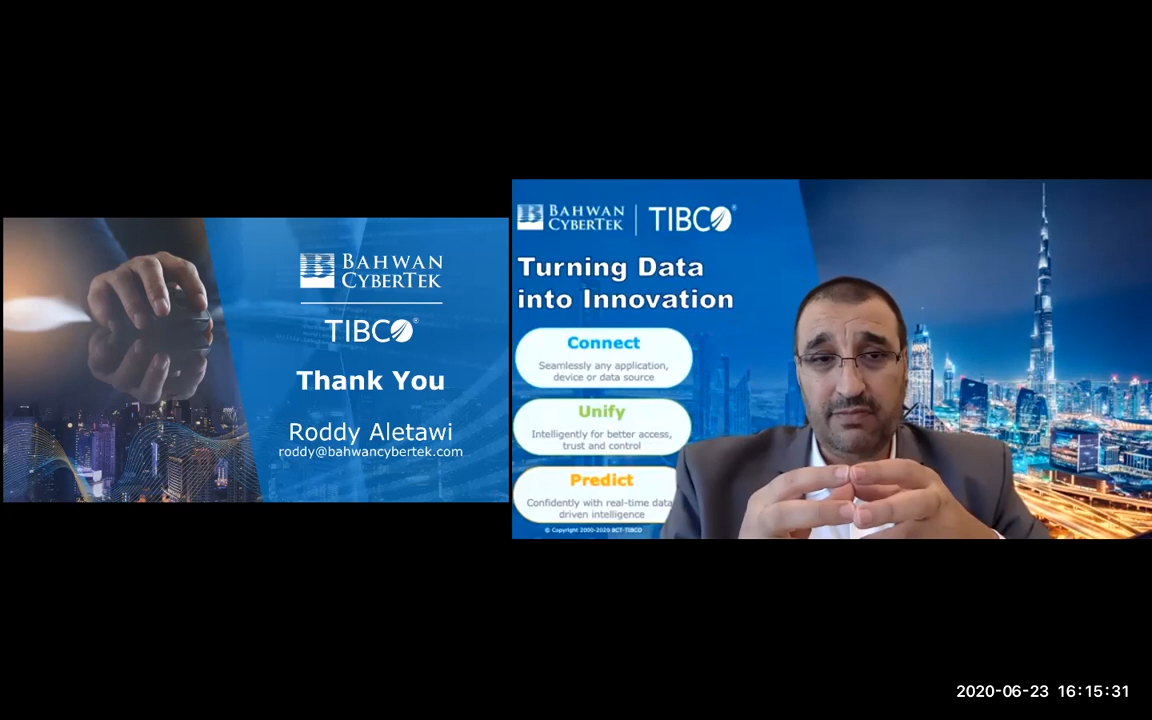 BAHWAN
CYBERTEK
TIBCO®
Thank You
Roddy Aletawi
roddy@bahwancybertek.com
BAHWAN
CYBERTEK
TIBCO®
Turning Data
into Innovation
Connect
Seamlessly any application,
device or data source
Unify
Intelligently for better access,
trust and control
Predict
Confidently with real-time data
driven intelligence
© Copyright 2000-2020 BCT-TIBCO
2020-06-23 16:15:31